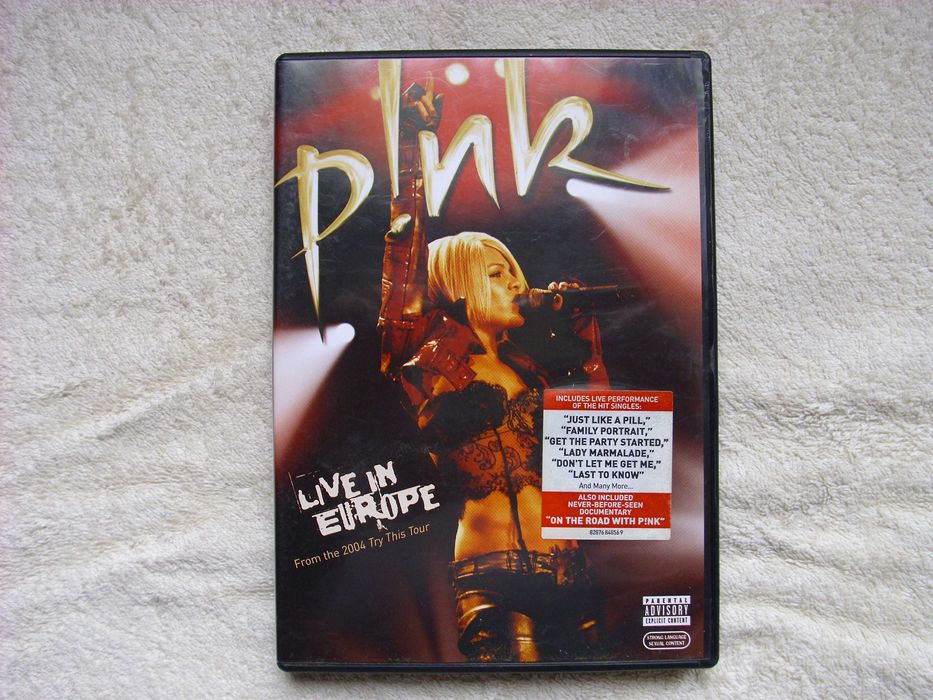 p!nk
LIVE IN
EUROPE
From the 2004 Try This Tour
INCLUDES LIVE PERFORMANCE
OF THE HIT SINGLES:
"JUST LIKE A PILL,"
"FAMILY PORTRAIT,"
"GET THE PARTY STARTED,"
"LADY MARMALADE,"
"DON'T LET ME GET ME,"
"LAST TO KNOW"
And Many More...
ALSO INCLUDED
NEVER-BEFORE-SEEN
DOCUMENTARY
"ON THE ROAD WITH P!NK"
82876 84856 9
PARENTAL
ADVISORY
EXPLICIT CONTENT
STRONG LANGUAGE
SEXUAL CONTENT